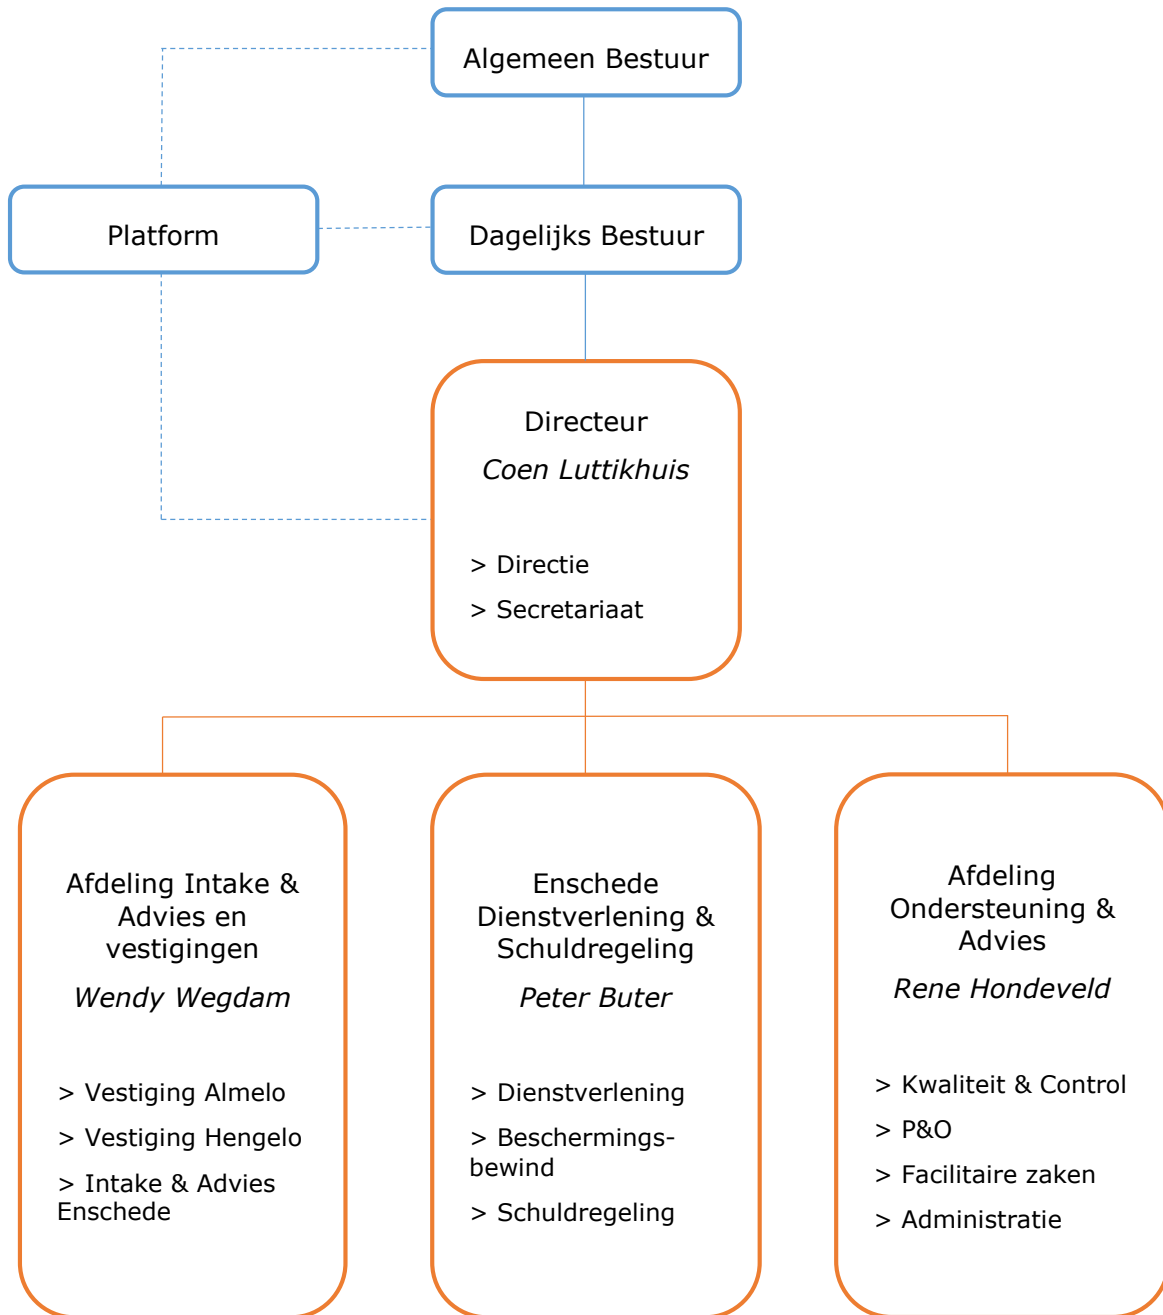 Algemeen Bestuur
Platform
Dagelijks Bestuur
Directeur
Coen Luttikhuis
> Directie
> Secretariaat
Afdeling Intake &
Advies en
vestigingen
Wendy Wegdam
> Vestiging Almelo
> Vestiging Hengelo
> Intake & Advies
Enschede
Enschede
Dienstverlening &
Schuldregeling
Peter Buter
> Dienstverlening
> Beschermings-
bewind
> Schuldregeling
Afdeling
Ondersteuning &
Advies
Rene Hondeveld
> Kwaliteit & Control
> P&O
> Facilitaire zaken
> Administratie